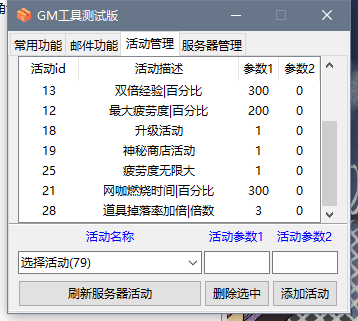 GM工具测试版
常用功能 邮件功能 活动管理 服务器管理
活动id 活动描述 参数1 参数2
13 双倍经验|百分比 300 0
12 最大疲劳度|百分比 200 0
18 升级活动 1 0
19 神秘商店活动 1 0
25 疲劳度无限大 1 0
21 网咖燃烧时间|百分比 300 0
28 道具掉落率加倍|倍数 3 0
活动名称 活动参数1 活动参数2
选择活动(79)
刷新服务器活动 删除选中 添加活动